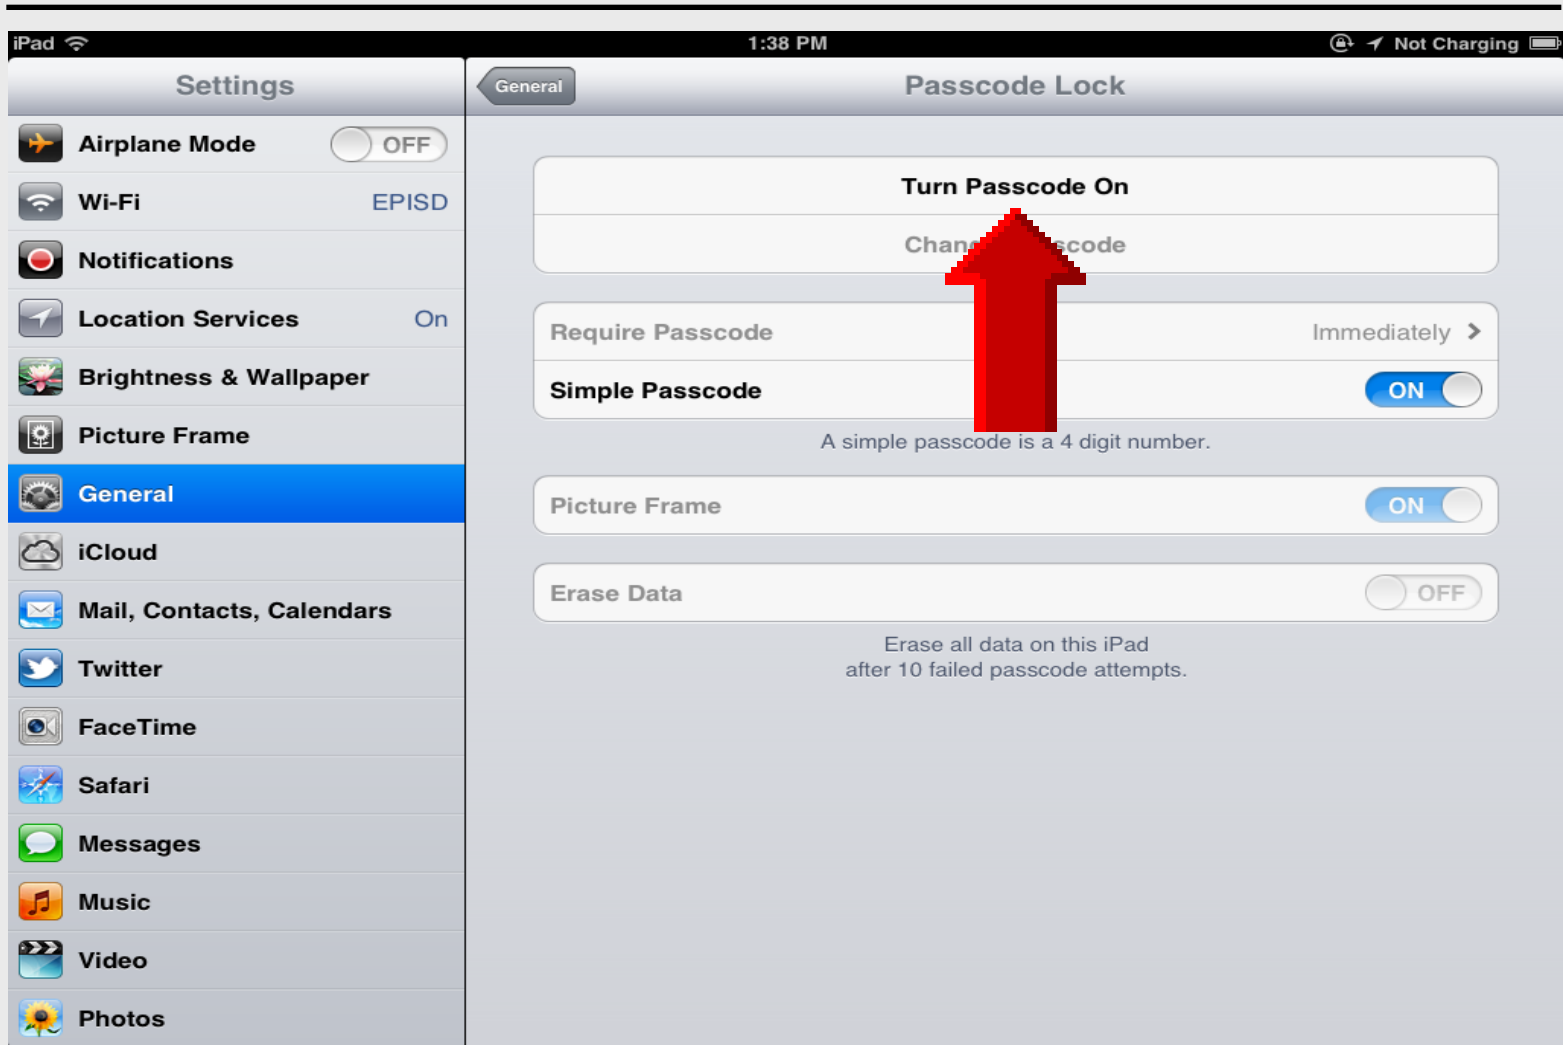 iPad 1:38 PM Not Charging
Settings
Airplane Mode OFF
Wi-Fi EPISD
Notifications
Location Services On
Brightness & Wallpaper
Picture Frame
General
iCloud
Mail, Contacts, Calendars
Twitter
FaceTime
Safari
Messages
Music
Video
Photos
General Passcode Lock
Turn Passcode On
Require Passcode Immediately
Simple Passcode ON
A simple passcode is a 4 digit number.
Picture Frame ON
Erase Data OFF
Erase all data on this iPad
after 10 failed passcode attempts.